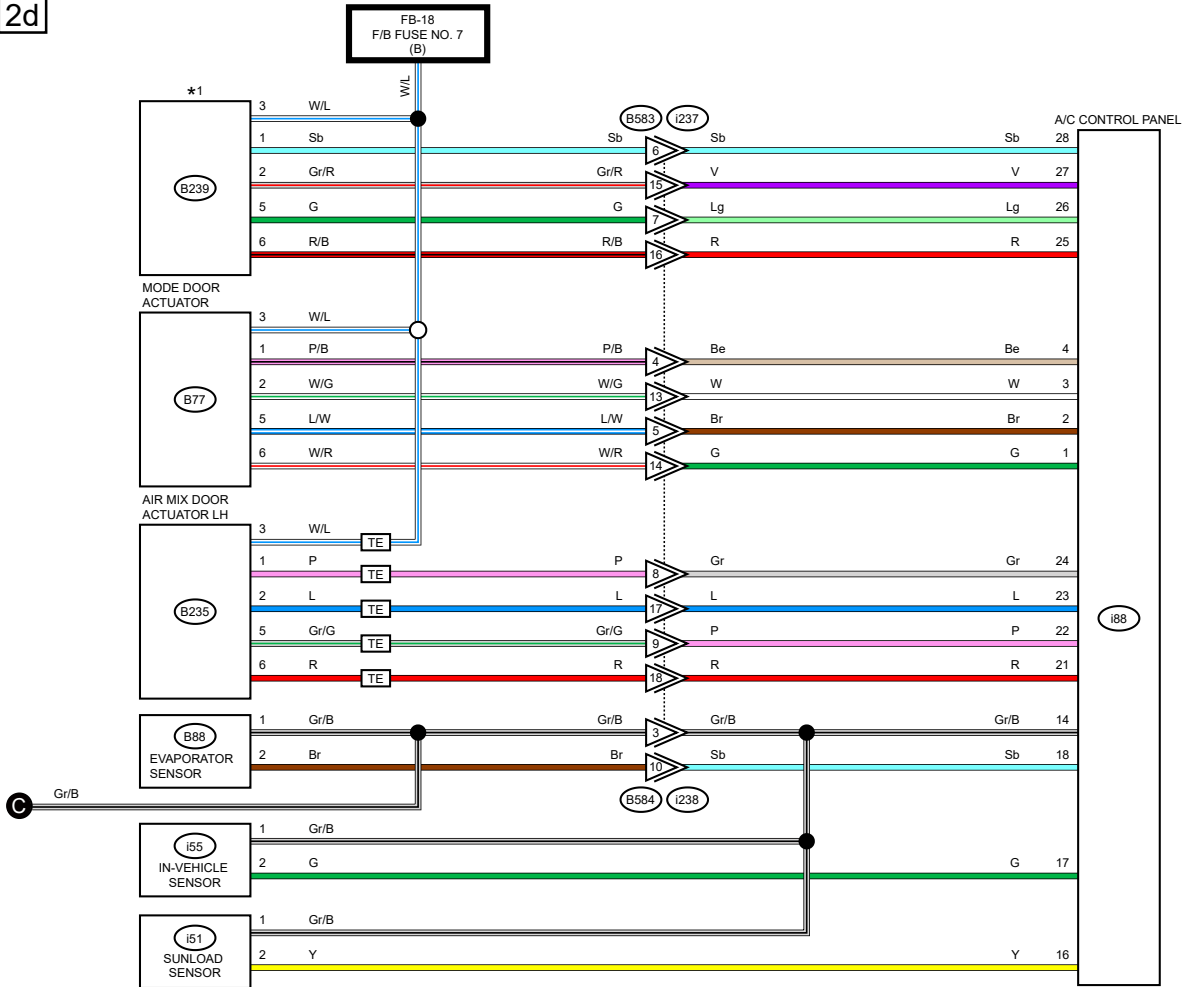 2d
FB-18
F/B FUSE NO. 7
(B)
W/L
*1
3 W/L
B583 i237
A/C CONTROL PANEL
1 Sb Sb 6 Sb Sb 28
B239
2 Gr/R Gr/R 15 V V 27
5 G G 7 Lg Lg 26
6 R/B R/B 16 R R 25
MODE DOOR
ACTUATOR
3 W/L
1 P/B P/B 4 Be Be 4
B77
2 W/G W/G 13 W W 3
5 L/W L/W 5 Br Br 2
6 W/R W/R 14 G G 1
AIR MIX DOOR
ACTUATOR LH
3 W/L TE
1 P TE P 8 Gr Gr 24
B235
2 L TE L 17 L L 23
i88
5 Gr/G TE Gr/G 9 P P 22
6 R TE R 18 R R 21
1 Gr/B Gr/B 3 Gr/B Gr/B 14
B88
EVAPORATOR
SENSOR
2 Br Br 10 Sb Sb 18
C Gr/B
B584 i238
1 Gr/B
i55
IN-VEHICLE
SENSOR
2 G G 17
1 Gr/B
i51
SUNLOAD
SENSOR
2 Y Y 16